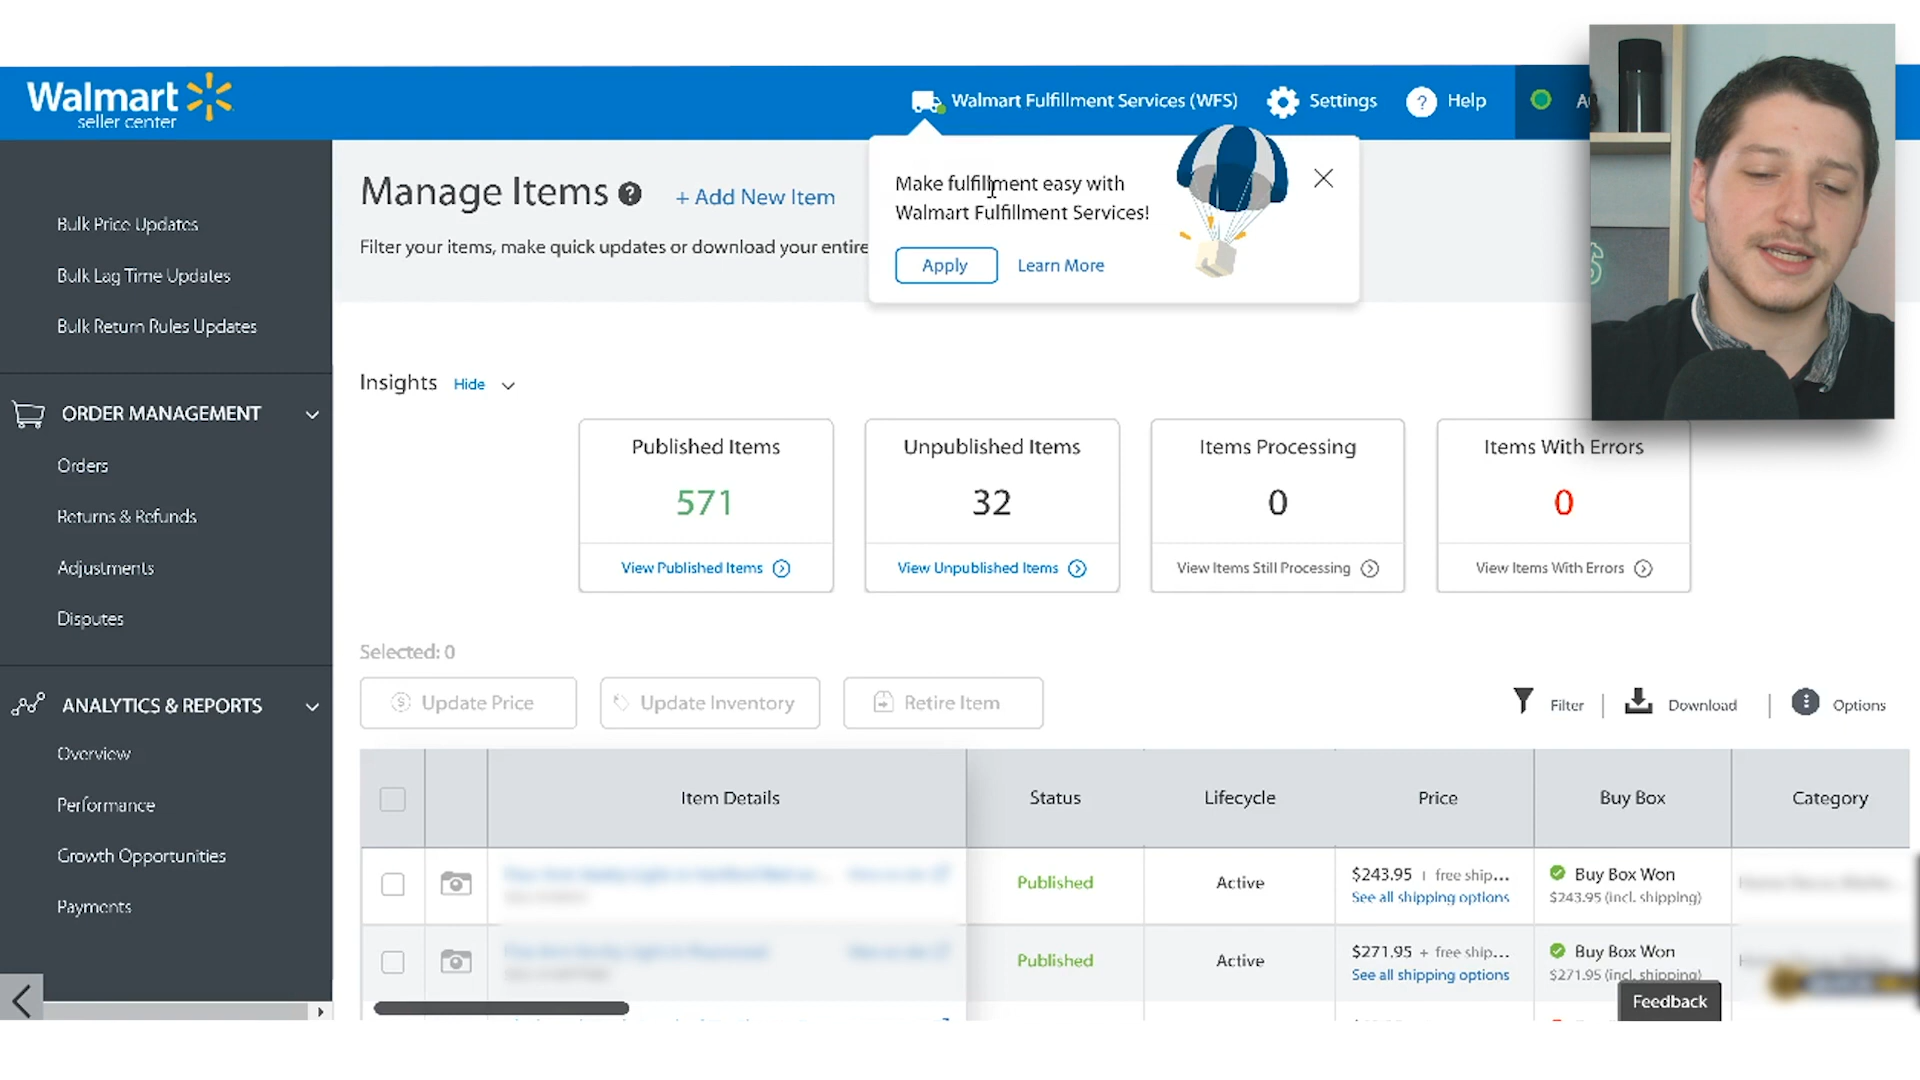 Walmart
seller center
Walmart Fulfillment Services (WFS)
Settings
? Help
Make fulfillment easy with
Walmart Fulfillment Services!
Apply
Learn More
Manage Items ?
+ Add New Item
Filter your items, make quick updates or download your entire
Bulk Price Updates
Bulk Lag Time Updates
Bulk Return Rules Updates
ORDER MANAGEMENT
Orders
Returns & Refunds
Adjustments
Disputes
ANALYTICS & REPORTS
Overview
Performance
Growth Opportunities
Payments
Insights Hide
Published Items
571
View Published Items
Unpublished Items
32
View Unpublished Items
Items Processing
0
View Items Still Processing
Items With Errors
0
View Items With Errors
Selected: 0
Update Price
Update Inventory
Retire Item
Filter | Download | Options
Item Details
Status
Lifecycle
Price
Buy Box
Category
Published
Active
$243.95 + free ship...
See all shipping options
Buy Box Won
$243.95 (incl. shipping)
Published
Active
$271.95 + free ship...
See all shipping options
Buy Box Won
$271.95 (incl. shipping)
Feedback